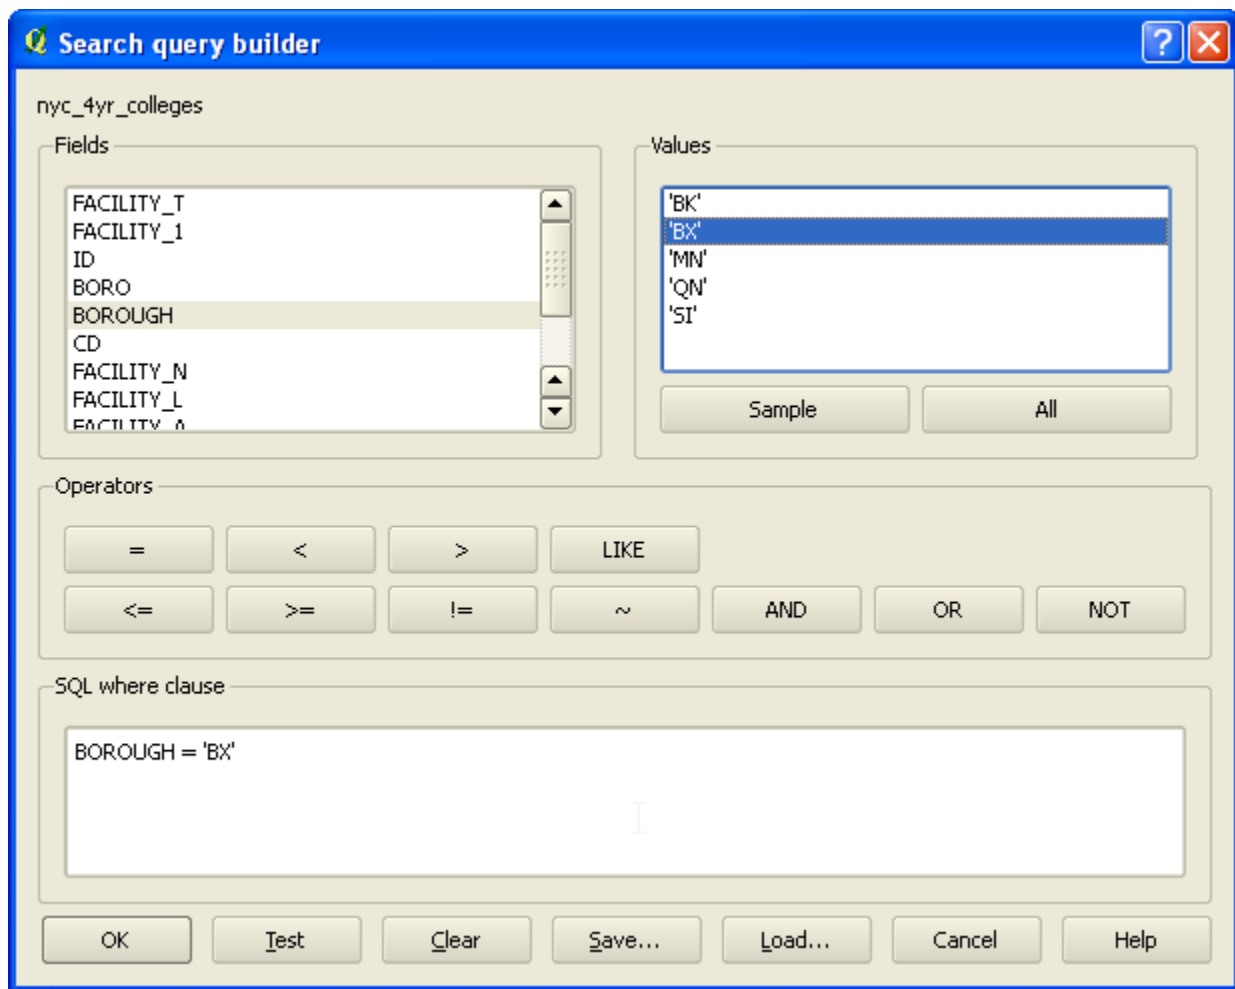 Search query builder
nyc_4yr_colleges
Fields
FACILITY_T
FACILITY_1
ID
BORO
BOROUGH
CD
FACILITY_N
FACILITY_L
FACILITY_A
Values
'BK'
'BX'
'MN'
'QN'
'SI'
Sample All
Operators
= < > LIKE
<= >= != ~ AND OR NOT
SQL where clause
BOROUGH = 'BX'
OK Test Clear Save... Load... Cancel Help